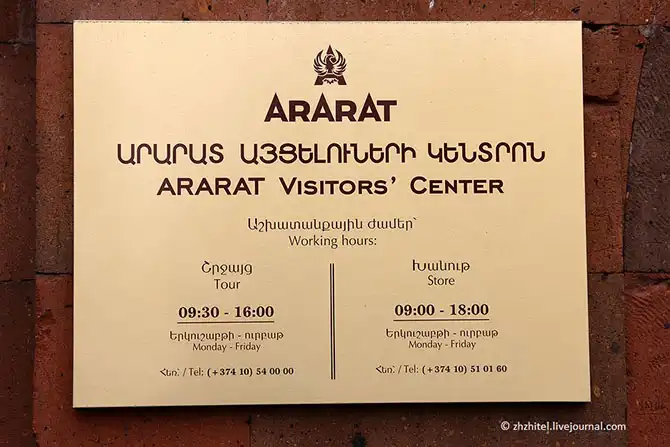 ARARAT
ԱՐԱՐԱՏ ԱՅՑԵԼՈՒՆԵՐԻ ԿԵՆՏՐՈՆ
ARARAT VISITORS' CENTER
Աշխատանքային ժամեր՝
Working hours:
Շրջայց
Tour
09:30 - 16:00
Երկուշաբթի - ուրբաթ
Monday - Friday
Հեռ: / Tel: (+374 10) 54 00 00
Խանութ
Store
09:00 - 18:00
Երկուշաբթի - ուրբաթ
Monday - Friday
Հեռ: / Tel: (+374 10) 51 01 60
© zhzhitel.livejournal.com